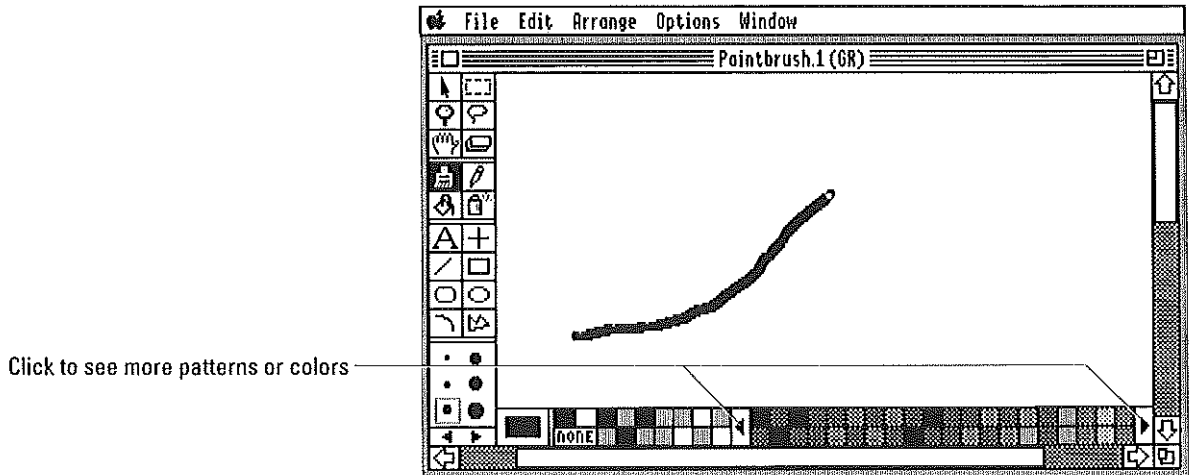 File Edit Arrange Options Window
Paintbrush.1 (GR)
A
Click to see more patterns or colors
none